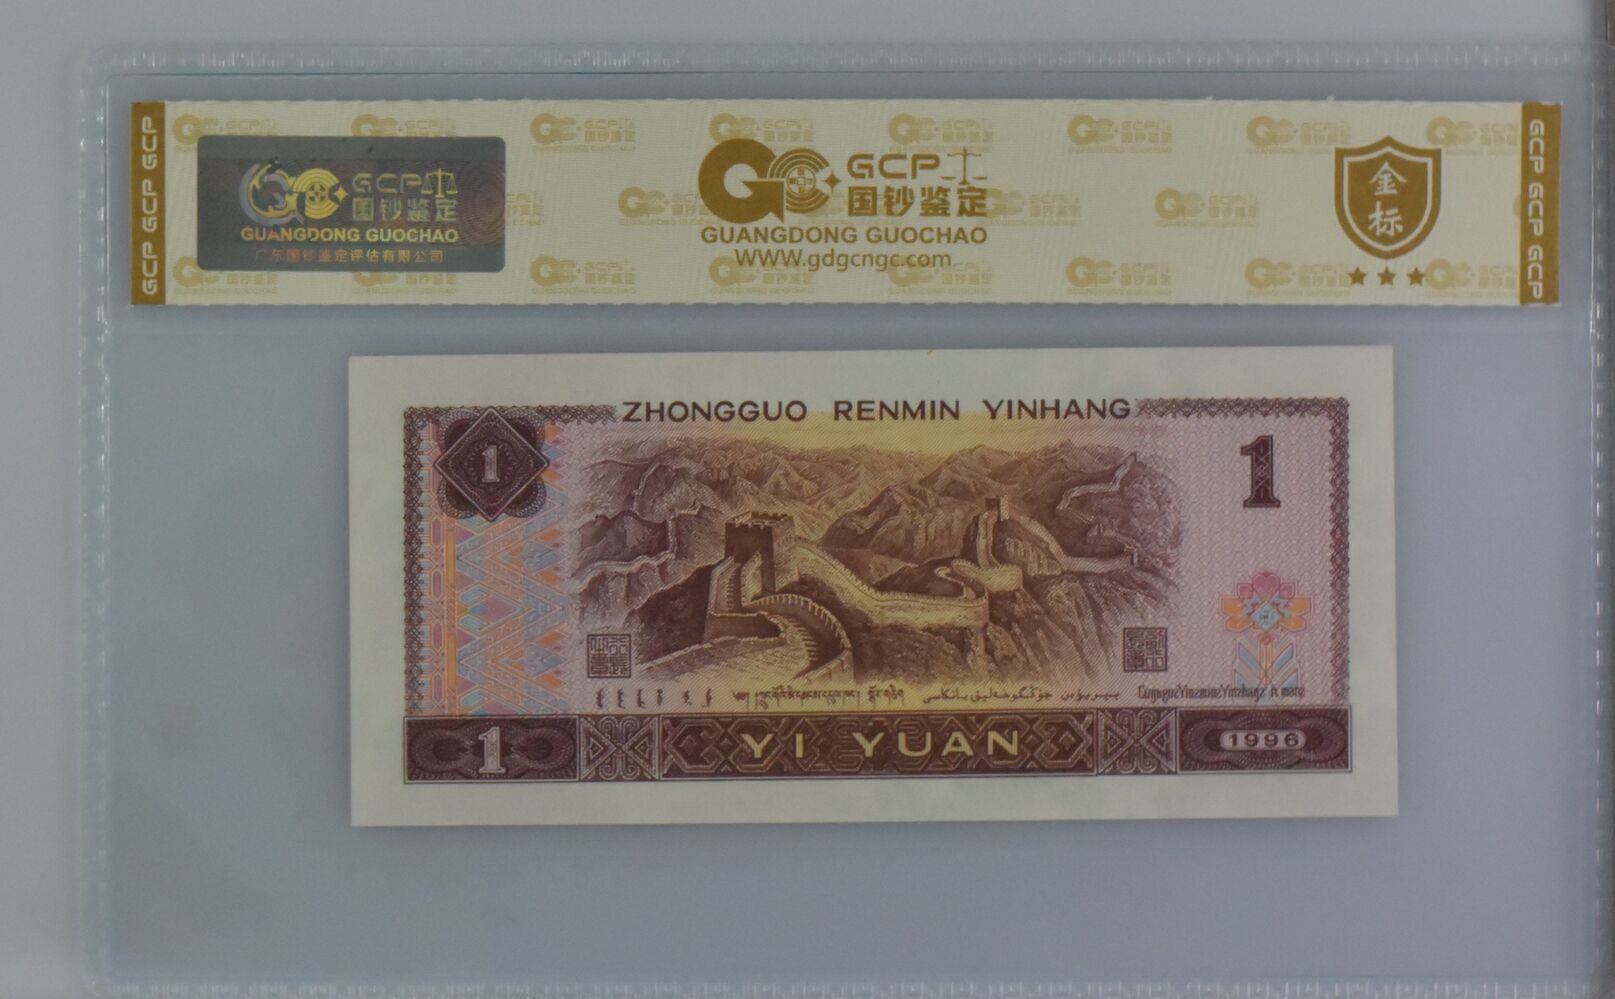 GCP GCP GCP
GCP
国钞鉴定
GUANGDONG GUOCHAO
广东国钞鉴定评估有限公司
GCP
国钞鉴定
GUANGDONG GUOCHAO
WWW.gdgcngc.com
金标
GCP GCP GCP
ZHONGGUO RENMIN YINHANG
1
1
1
YI YUAN
1996